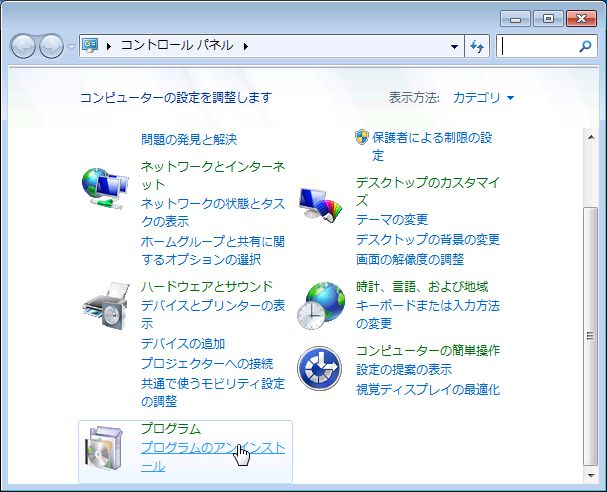 コントロール パネル
コンピューターの設定を調整します
表示方法: カテゴリ
問題の発見と解決
ネットワークとインターネ
ット
ネットワークの状態とタス
クの表示
ホームグループと共有に関
するオプションの選択
ハードウェアとサウンド
デバイスとプリンターの表
示
デバイスの追加
プロジェクターへの接続
共通で使うモビリティ設定
の調整
プログラム
プログラムのアンインスト
ール
保護者による制限の設
定
デスクトップのカスタマイ
ズ
テーマの変更
デスクトップの背景の変更
画面の解像度の調整
時計、言語、および地域
キーボードまたは入力方法
の変更
コンピューターの簡単操作
設定の提案の表示
視覚ディスプレイの最適化